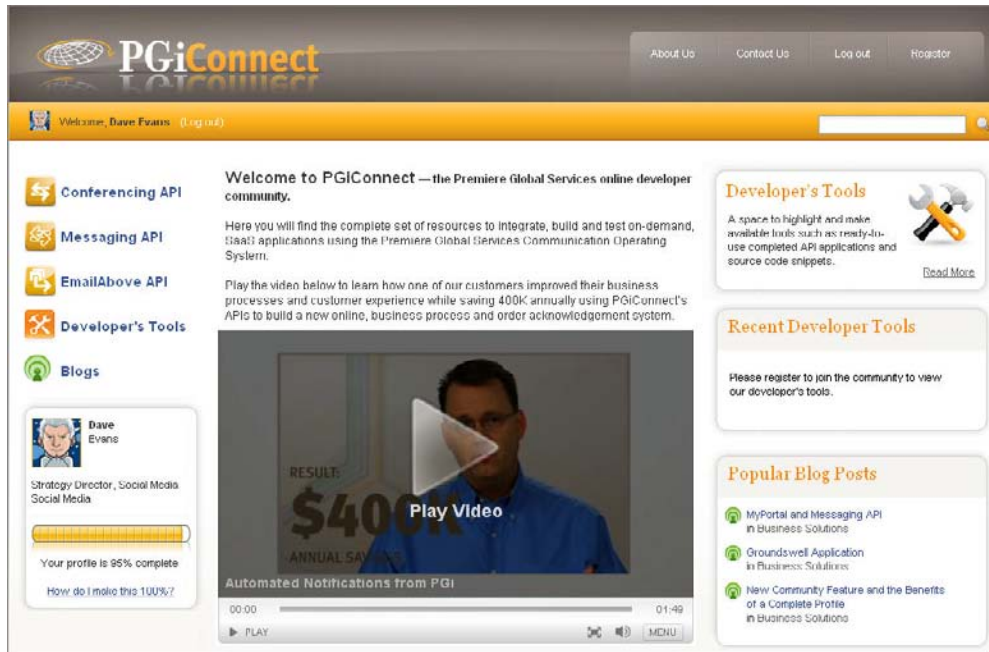 PGiConnect
About Us Contact Us Log out Register
Welcome, Dave Evans (Log out)
Conferencing API
Messaging API
EmailAbove API
Developer's Tools
Blogs
Dave
Evans
Strategy Director, Social Media
Social Media
Your profile is 95% complete
How do I make this 100%?
Welcome to PGiConnect — the Premiere Global Services online developer
community.
Here you will find the complete set of resources to integrate, build and test on-demand,
SaaS applications using the Premiere Global Services Communication Operating
System.
Play the video below to learn how one of our customers improved their business
processes and customer experience while saving 400K annually using PGiConnect's
APIs to build a new online, business process and order acknowledgement system.
RESULT:
$400K
ANNUAL SAVINGS
Play Video
Automated Notifications from PGi
00:00 01:49
PLAY MENU
Developer's Tools
A space to highlight and make
available tools such as ready-to-
use completed API applications and
source code snippets.
Read More
Recent Developer Tools
Please register to join the community to view
our developer's tools.
Popular Blog Posts
MyPortal and Messaging API
in Business Solutions
Groundswell Application
in Business Solutions
New Community Feature and the Benefits
of a Complete Profile
in Business Solutions